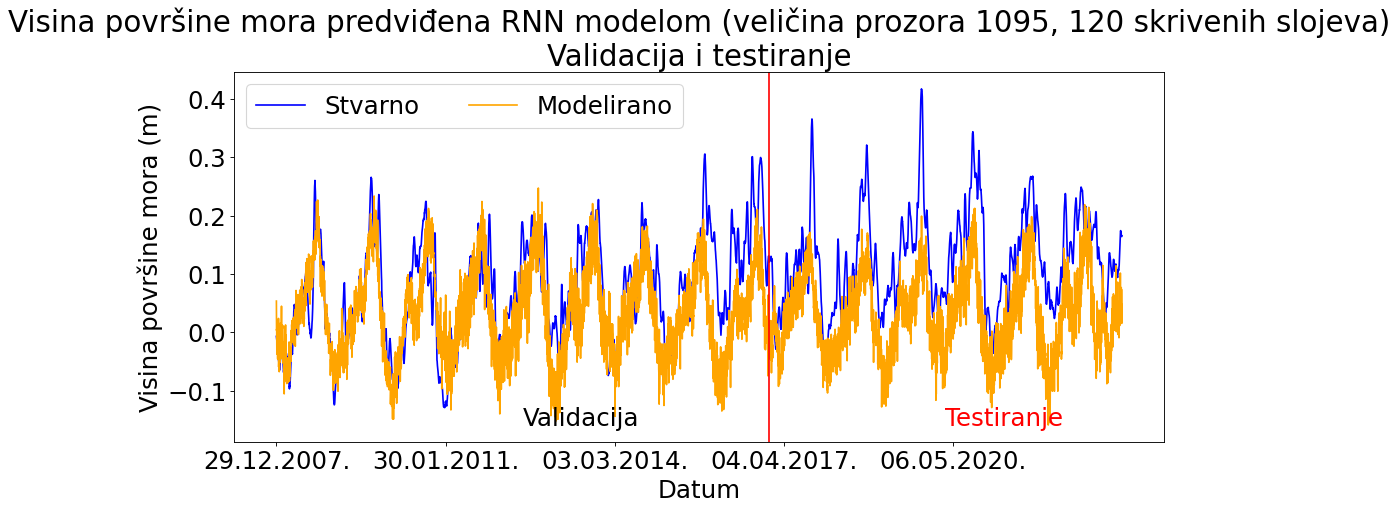 Visina površine mora predviđena RNN modelom (veličina prozora 1095, 120 skrivenih slojeva)
Validacija i testiranje
Stvarno
Modelirano
Visina površine mora (m)
0.4
0.3
0.2
0.1
0.0
−0.1
Validacija
Testiranje
29.12.2007.
30.01.2011.
03.03.2014.
04.04.2017.
06.05.2020.
Datum